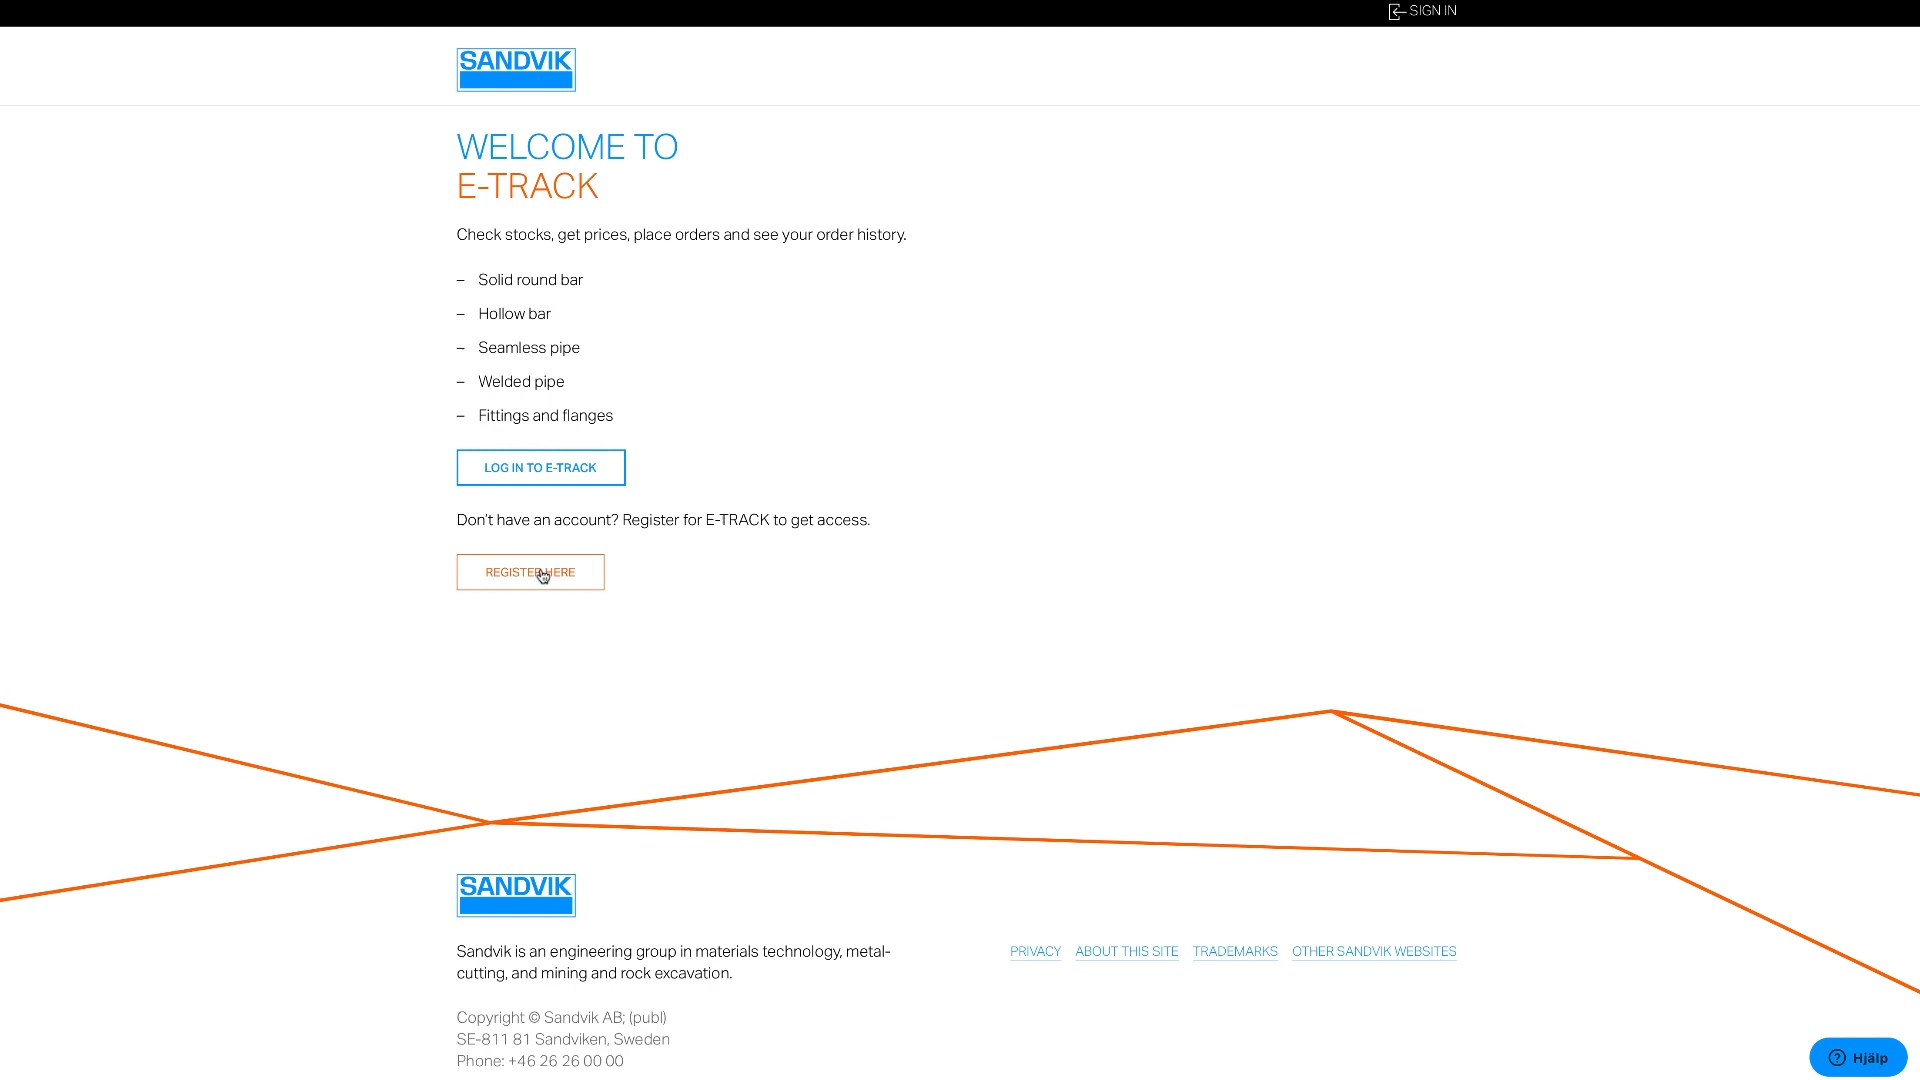 SIGN IN
SANDVIK
WELCOME TO
E-TRACK
Check stocks, get prices, place orders and see your order history.
– Solid round bar
– Hollow bar
– Seamless pipe
– Welded pipe
– Fittings and flanges
LOG IN TO E-TRACK
Don't have an account? Register for E-TRACK to get access.
REGISTER HERE
SANDVIK
Sandvik is an engineering group in materials technology, metal-
cutting, and mining and rock excavation.
PRIVACY ABOUT THIS SITE TRADEMARKS OTHER SANDVIK WEBSITES
Copyright © Sandvik AB; (publ)
SE-811 81 Sandviken, Sweden
Phone: +46 26 26 00 00
Hjälp